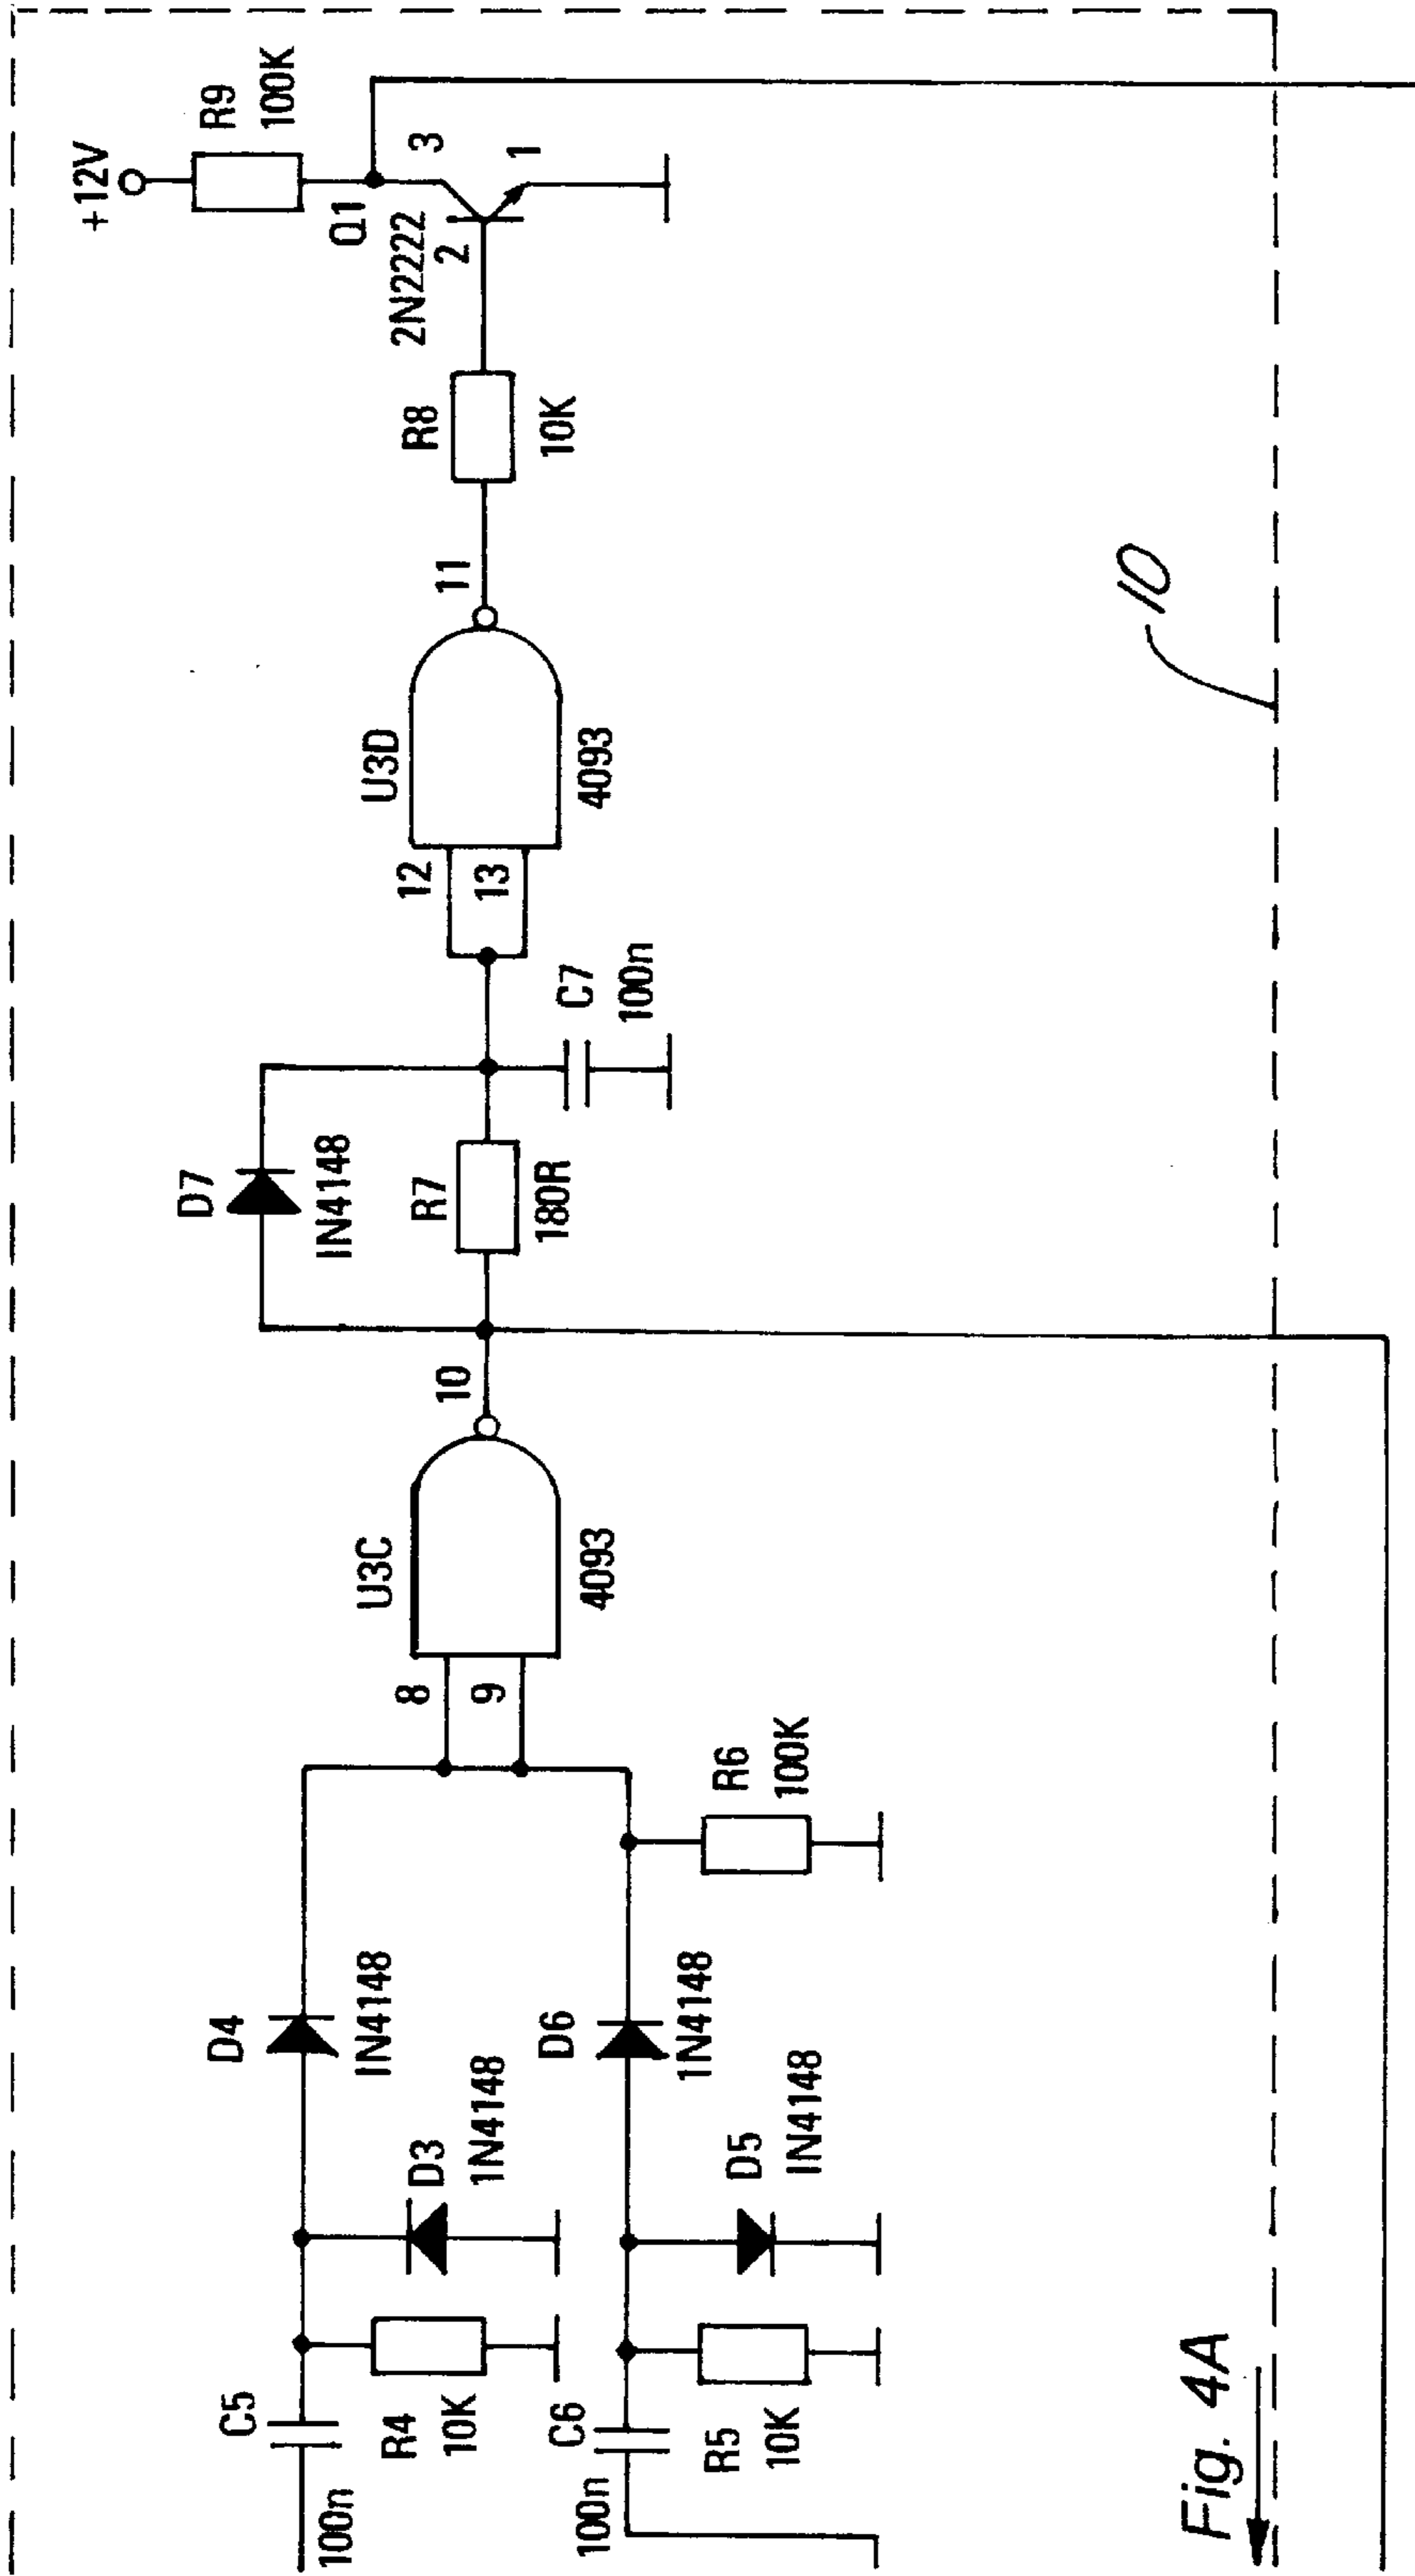 +12V
R9
100K
Q1
3
2N2222
2
1
R8
10K
11
U3D
12
13
4093
D7
IN4148
R7
180R
C7
100n
10
U3C
8
9
4093
D4
IN4148
D3
1N4148
C5
100n
R4
10K
D6
1N4148
D5
IN4148
C6
100n
R5
10K
R6
100K
10
Fig. 4A